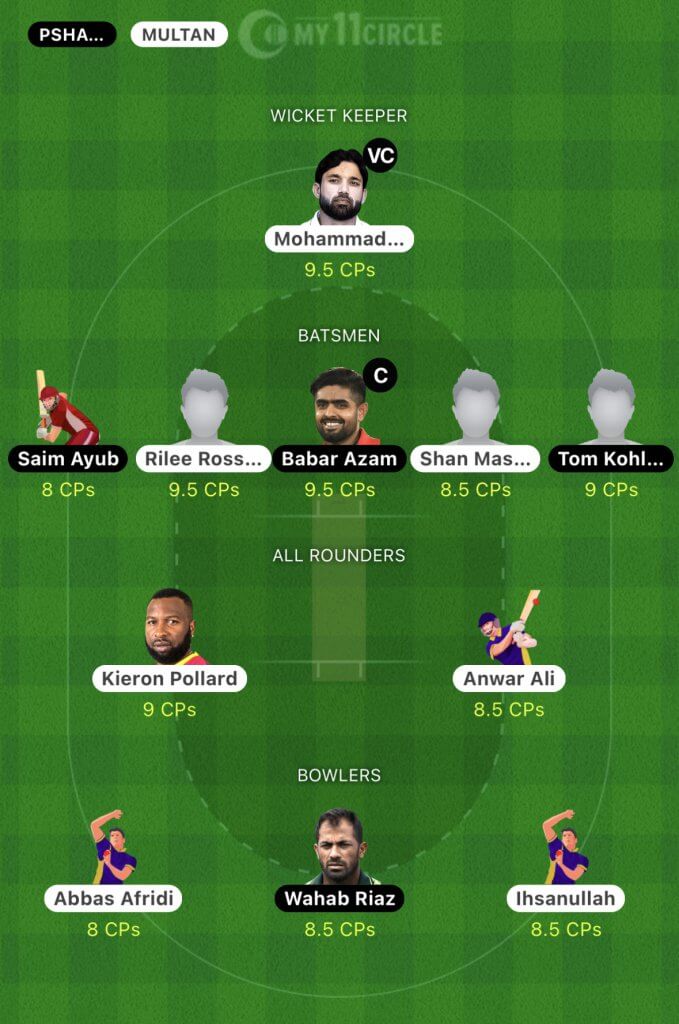 PSHA... MULTAN MY11CIRCLE
WICKET KEEPER
VC
Mohammad...
9.5 CPs
BATSMEN
C
Saim Ayub Rilee Ross... Babar Azam Shan Mas... Tom Kohl...
8 CPs 9.5 CPs 9.5 CPs 8.5 CPs 9 CPs
ALL ROUNDERS
Kieron Pollard Anwar Ali
9 CPs 8.5 CPs
BOWLERS
Abbas Afridi Wahab Riaz Ihsanullah
8 CPs 8.5 CPs 8.5 CPs